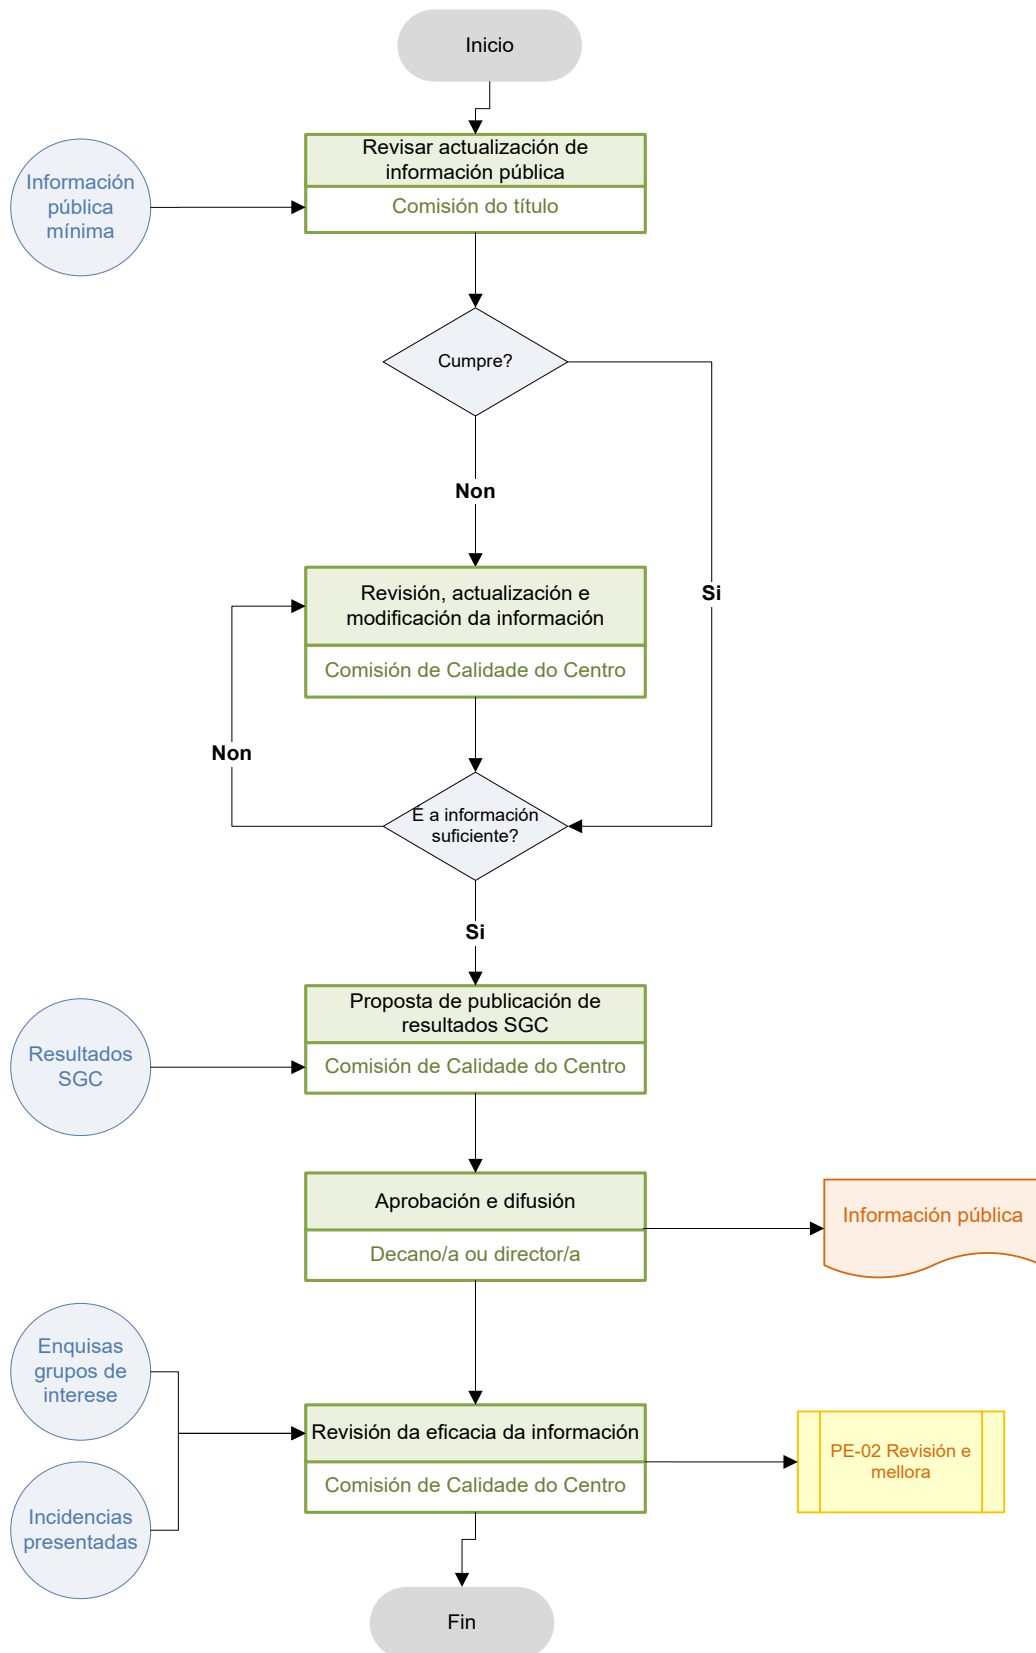 Inicio
Revisar actualización de
información pública
Comisión do título
Información
pública
mínima
Cumpre?
Non
Si
Revisión, actualización e
modificación da información
Comisión de Calidade do Centro
Non
É a información
suficiente?
Si
Proposta de publicación de
resultados SGC
Comisión de Calidade do Centro
Resultados
SGC
Aprobación e difusión
Decano/a ou director/a
Información pública
Enquisas
grupos de
interese
Revisión da eficacia da información
Comisión de Calidade do Centro
PE-02 Revisión e
mellora
Incidencias
presentadas
Fin